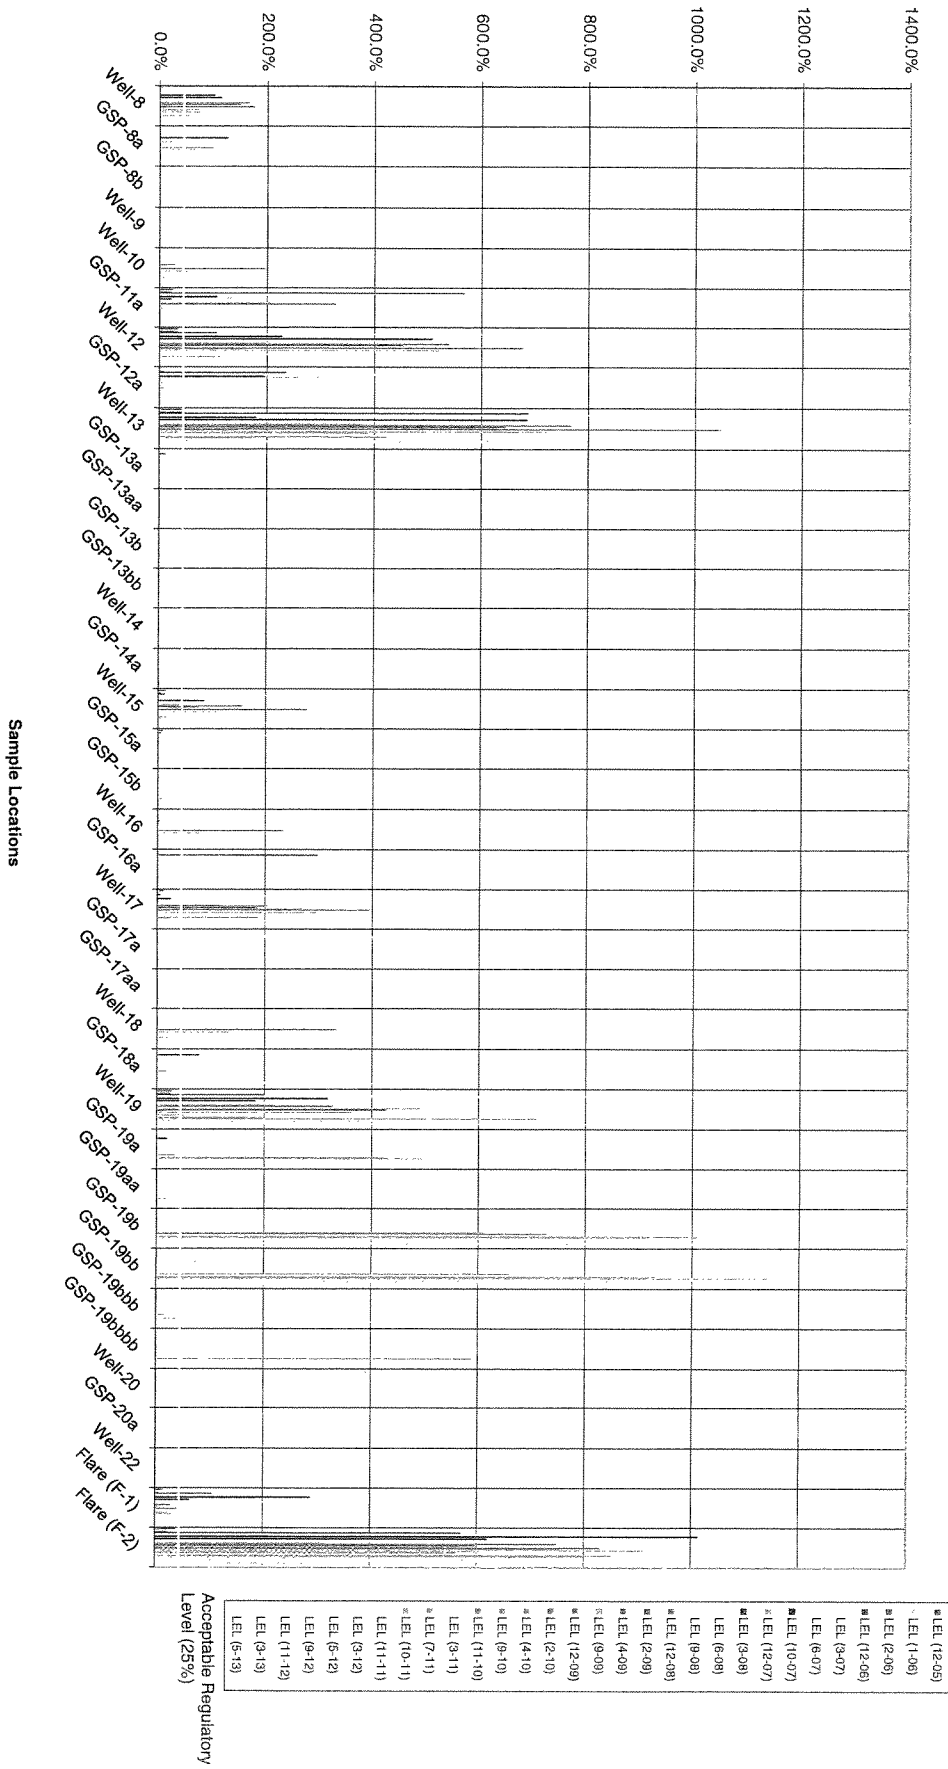 1400.0%
1200.0%
1000.0%
800.0%
600.0%
400.0%
200.0%
0.0%
Well-8
GSP-8a
GSP-8b
Well-9
Well-10
GSP-11a
Well-12
GSP-12a
Well-13
GSP-13a
GSP-13aa
GSP-13b
GSP-13bb
Well-14
GSP-14a
Well-15
GSP-15a
GSP-15b
Well-16
GSP-16a
Well-17
GSP-17a
GSP-17aa
Well-18
GSP-18a
Well-19
GSP-19a
GSP-19aa
GSP-19b
GSP-19bb
GSP-19bbb
GSP-19bbbb
Well-20
GSP-20a
Well-22
Flare (F-1)
Flare (F-2)
Sample Locations
LEL (12-05)
LEL (1-06)
LEL (2-06)
LEL (12-06)
LEL (3-07)
LEL (6-07)
LEL (10-07)
LEL (12-07)
LEL (3-08)
LEL (6-08)
LEL (9-08)
LEL (12-08)
LEL (2-09)
LEL (4-09)
LEL (9-09)
LEL (12-09)
LEL (2-10)
LEL (4-10)
LEL (9-10)
LEL (11-10)
LEL (3-11)
LEL (7-11)
LEL (10-11)
LEL (11-11)
LEL (3-12)
LEL (5-12)
LEL (9-12)
LEL (11-12)
LEL (3-13)
LEL (5-13)
Acceptable Regulatory
Level (25%)